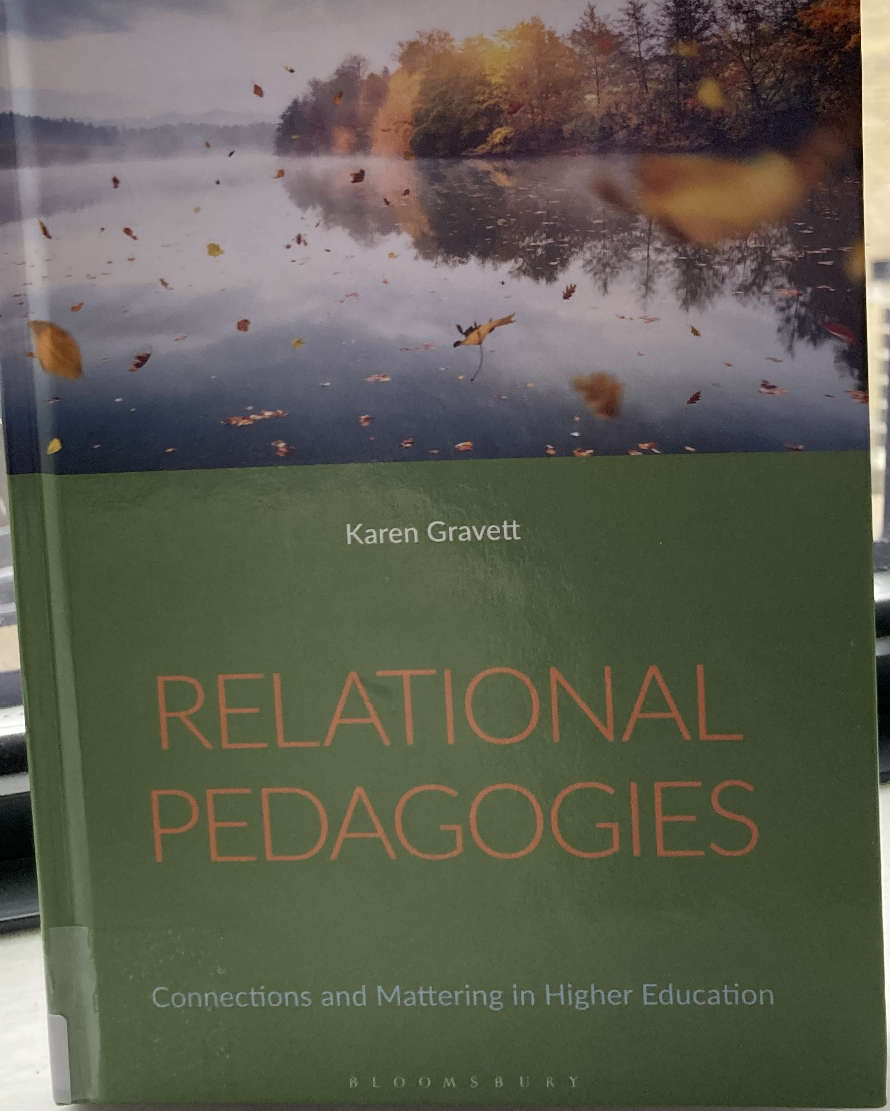 Karen Gravett
RELATIONAL
PEDAGOGIES
Connections and Mattering in Higher Education
BLOOMSBURY